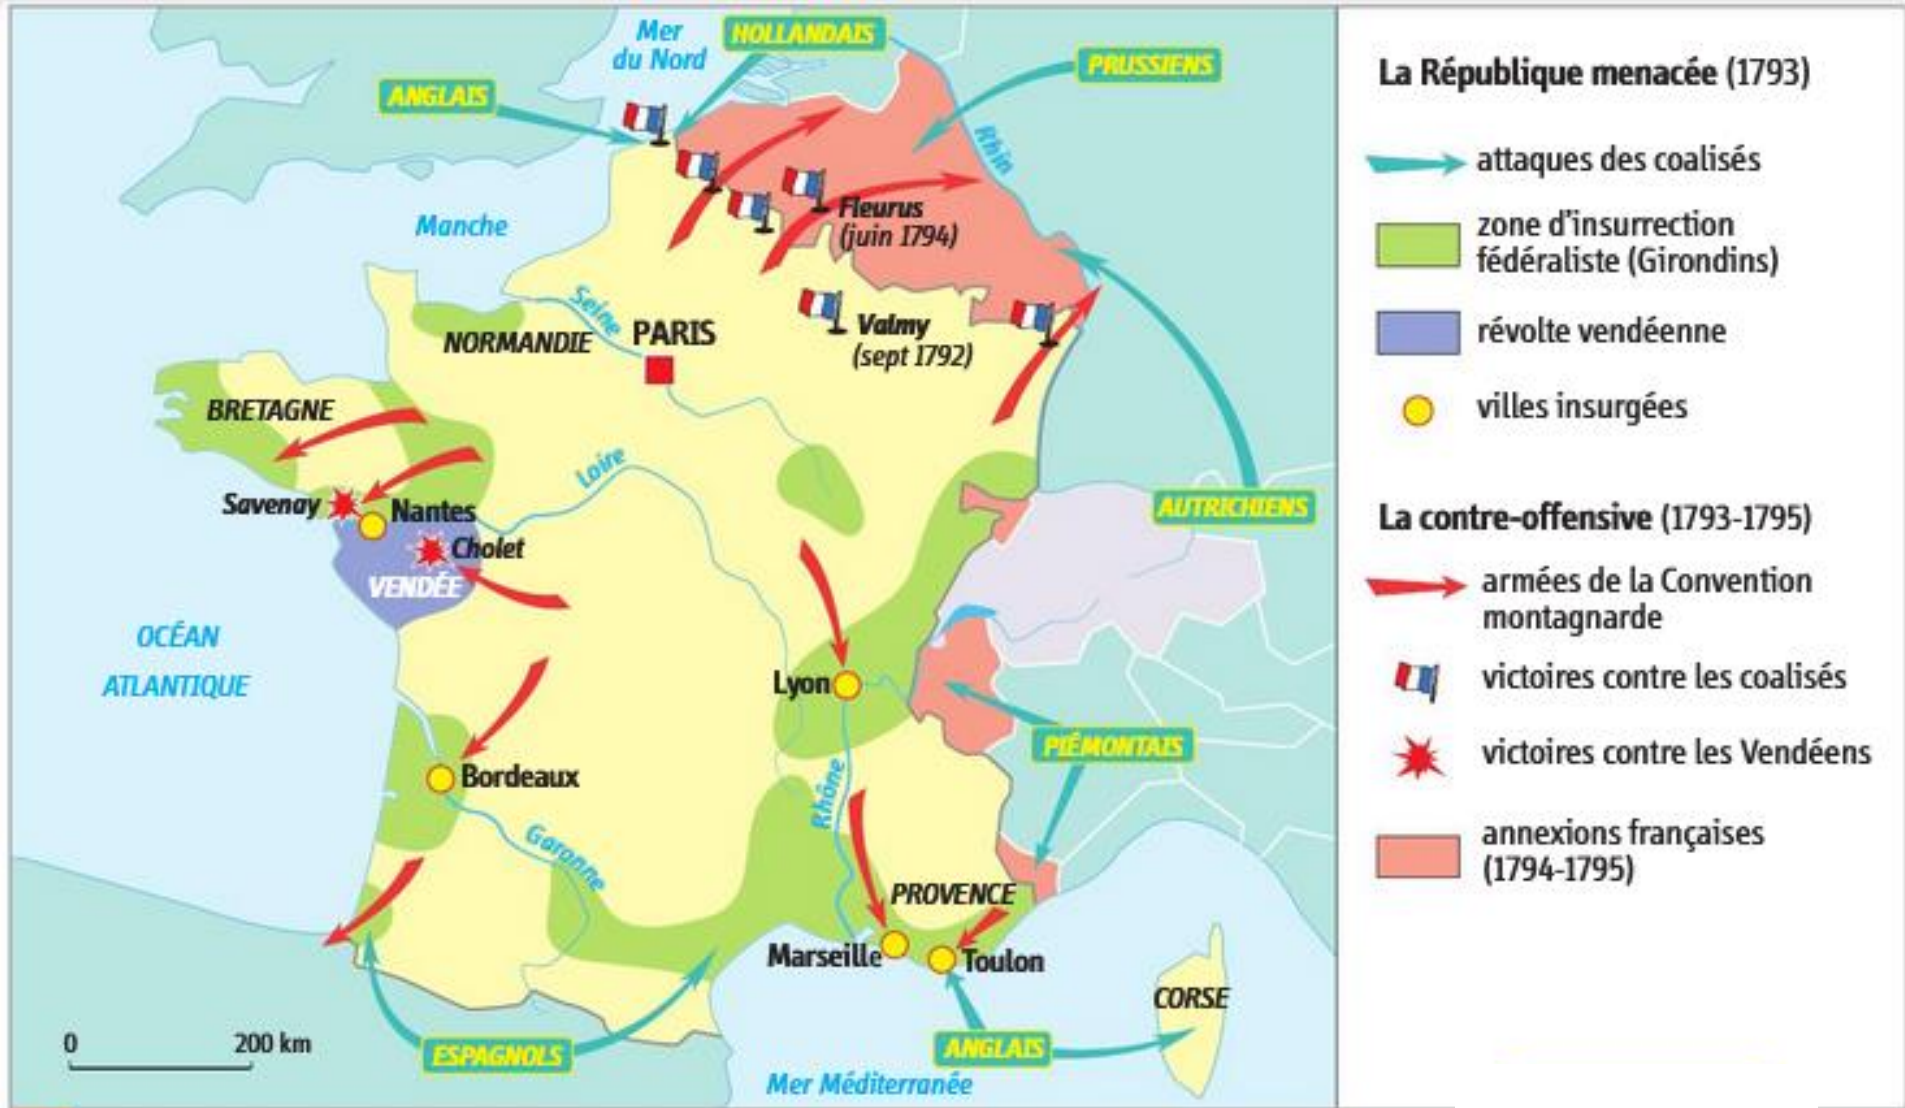 Mer
du Nord
HOLLANDAIS
PRUSSIENS
ANGLAIS
Rhin
Manche
Fleurus
(juin 1794)
Seine
NORMANDIE
PARIS
Valmy
(sept 1792)
BRETAGNE
Loire
Savenay
Nantes
AUTRICHIENS
Cholet
VENDÉE
OCÉAN
ATLANTIQUE
Lyon
PIÉMONTAIS
Bordeaux
Rhône
Garonne
PROVENCE
Marseille
Toulon
CORSE
0 200 km
ESPAGNOLS
ANGLAIS
Mer Méditerranée
La République menacée (1793)
attaques des coalisés
zone d'insurrection
fédéraliste (Girondins)
révolte vendéenne
villes insurgées
La contre-offensive (1793-1795)
armées de la Convention
montagnarde
victoires contre les coalisés
victoires contre les Vendéens
annexions françaises
(1794-1795)